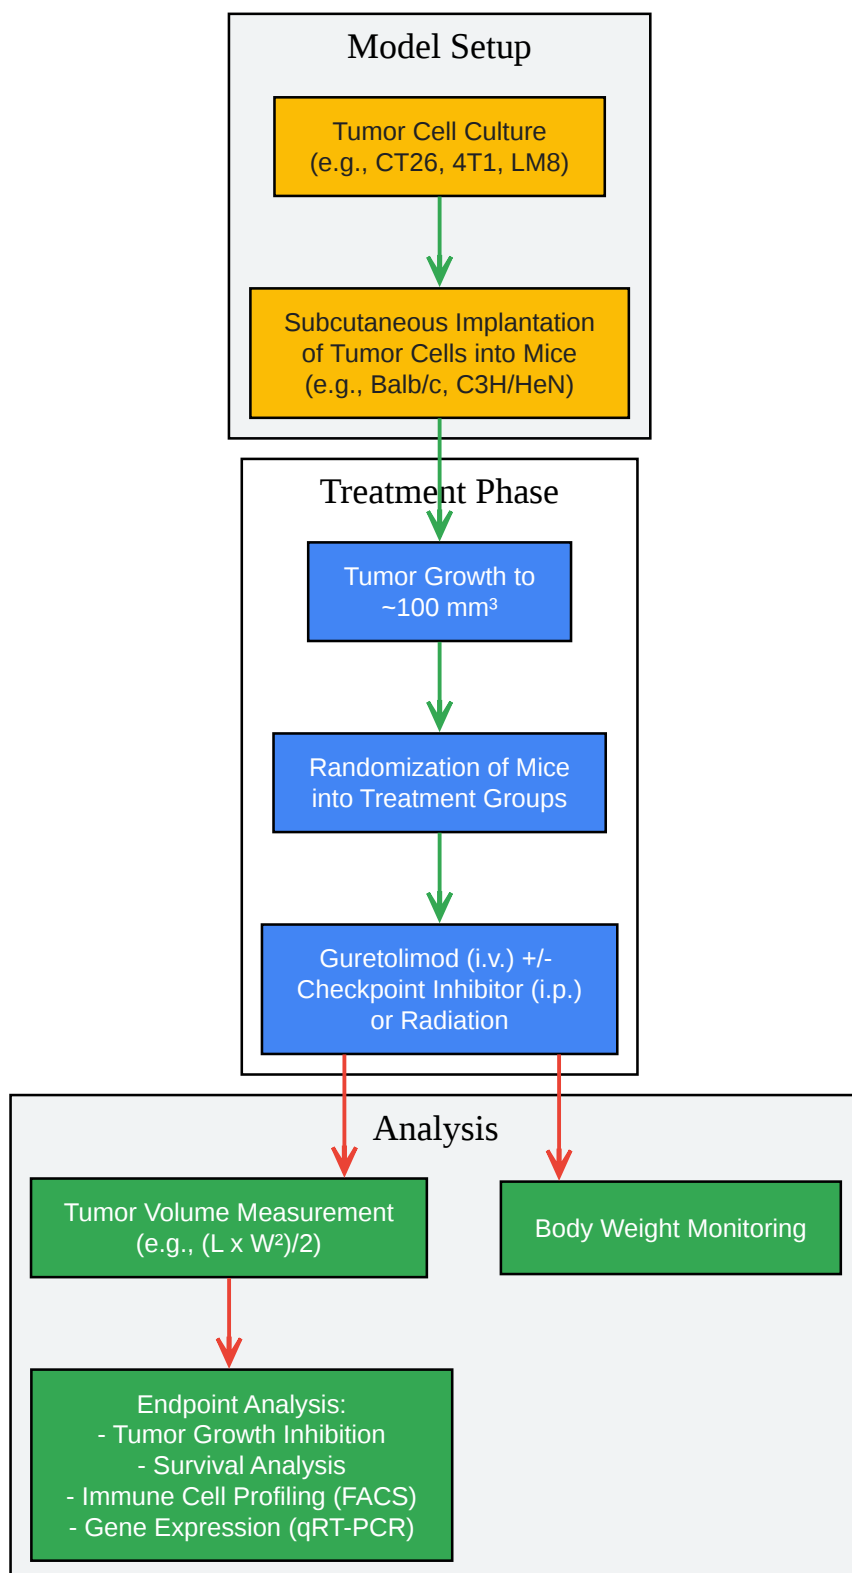 Model Setup
Tumor Cell Culture
(e.g., CT26, 4T1, LM8)
Subcutaneous Implantation
of Tumor Cells into Mice
(e.g., Balb/c, C3H/HeN)
Treatment Phase
Tumor Growth to
~100 mm³
Randomization of Mice
into Treatment Groups
Guretolimod (i.v.) +/-
Checkpoint Inhibitor (i.p.)
or Radiation
Analysis
Tumor Volume Measurement
(e.g., (L x W²)/2)
Body Weight Monitoring
Endpoint Analysis:
- Tumor Growth Inhibition
- Survival Analysis
- Immune Cell Profiling (FACS)
- Gene Expression (qRT-PCR)